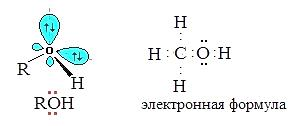 ↑↓
↑↓
O
R
H
ROH
H
H : C : O : H
H
электронная формула